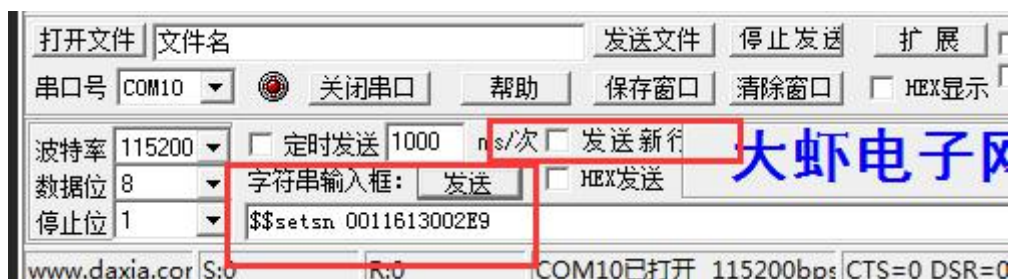 打开文件 文件名 发送文件 停止发送 扩 展
串口号 COM10 关闭串口 帮助 保存窗口 清除窗口 HEX显示
波特率 115200 定时发送 1000 ms/次 发送新行 大虾电子网
数据位 8 字符串输入框: 发送 HEX发送
停止位 1 $$setsn 0011613002E9
www.daxia.cor S:0 R:0 COM10已打开 115200bps CTS=0 DSR=0